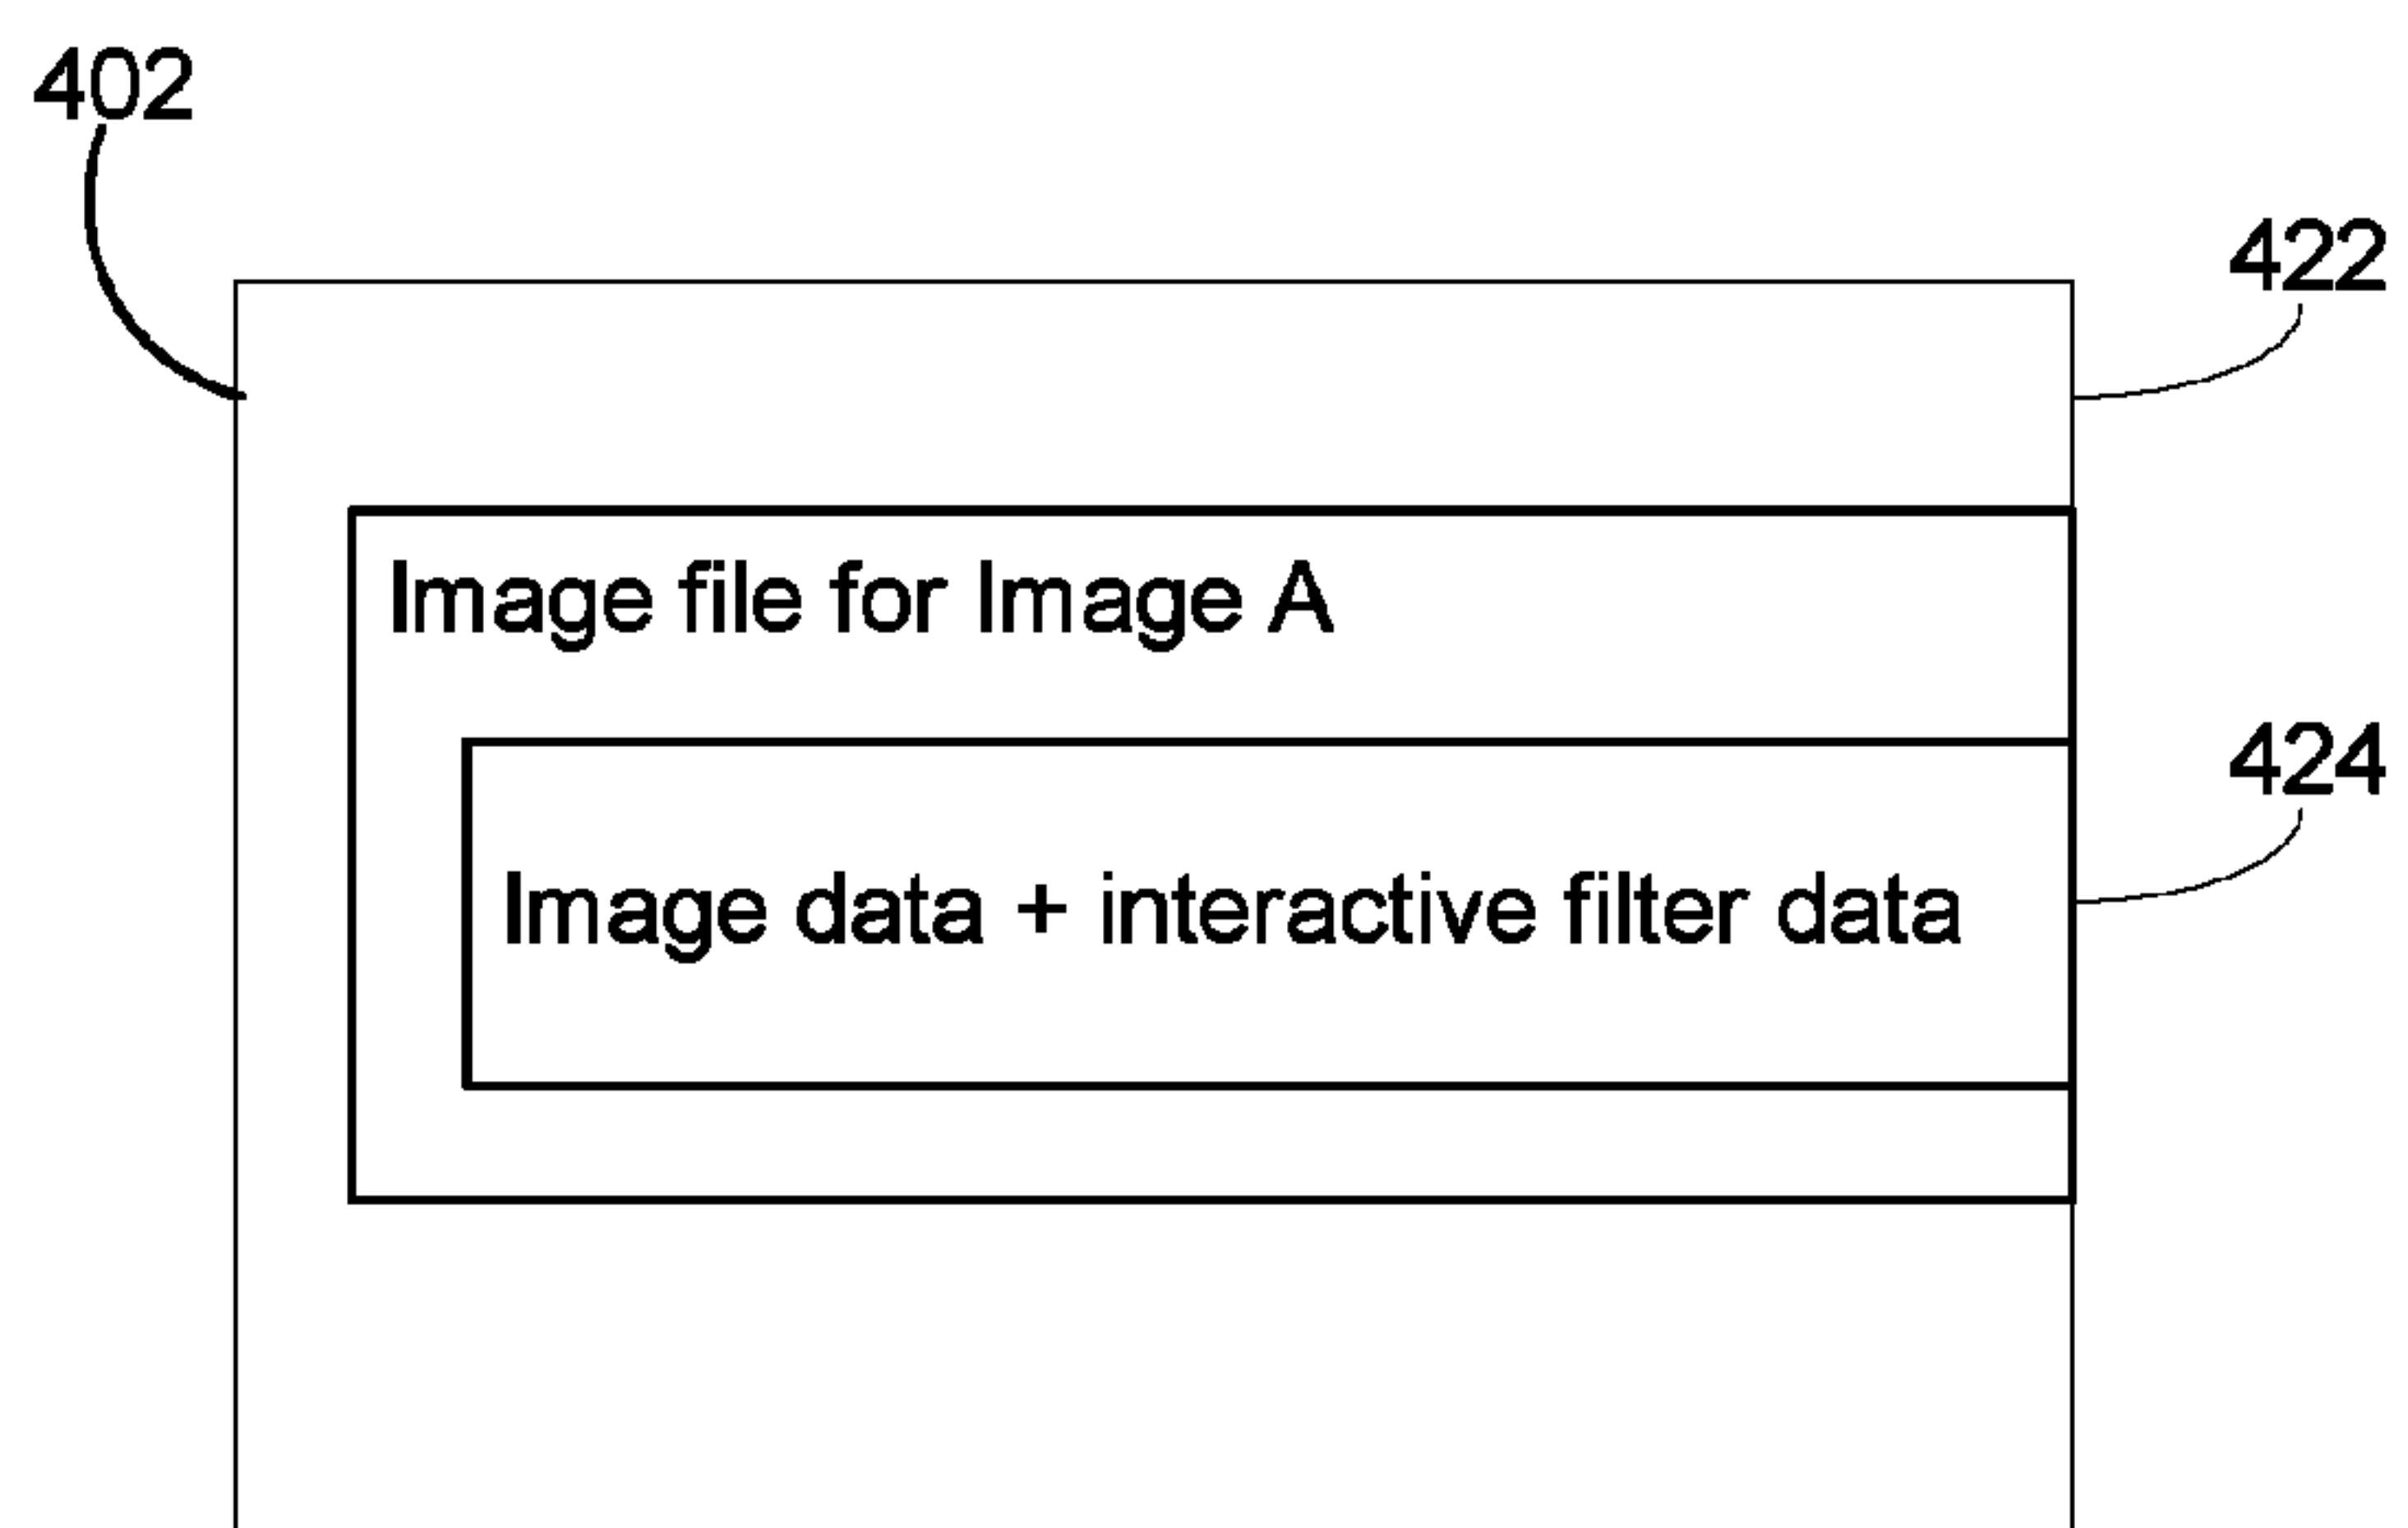 402
422
Image file for Image A
424
Image data + interactive filter data